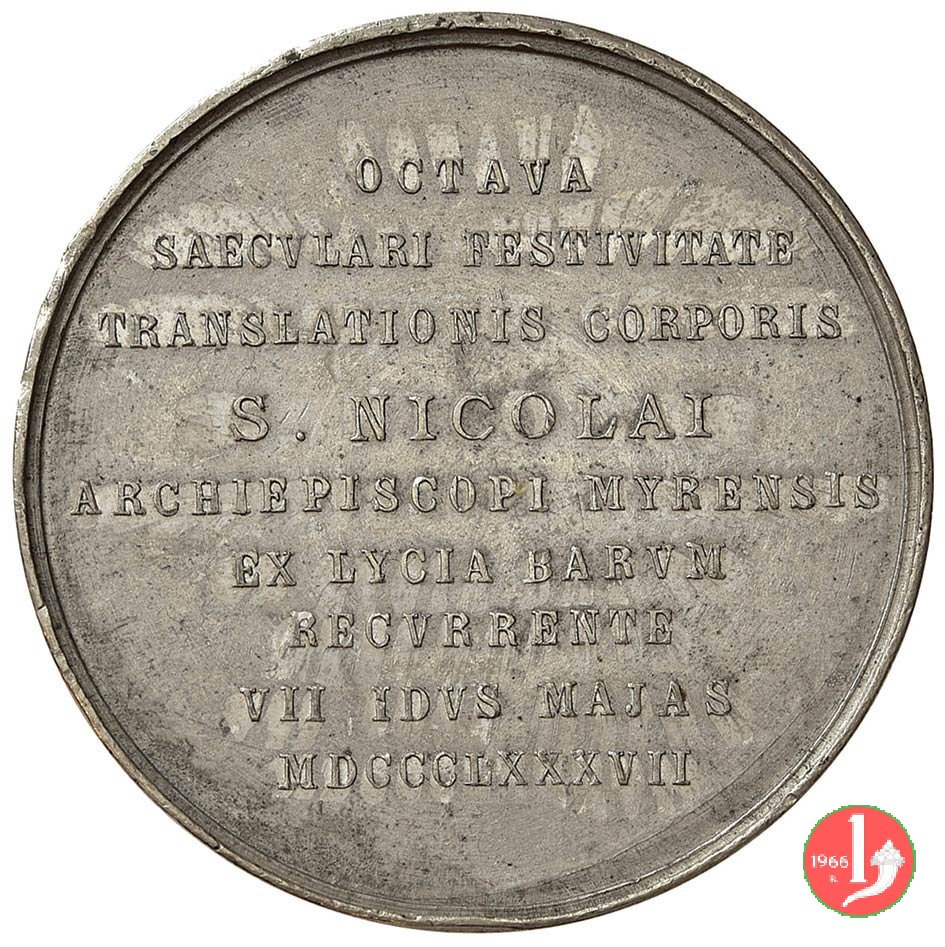 OCTAVA
SAECVLARI FESTIVITATE
TRANSLATIONIS CORPORIS
S. NICOLAI
ARCHIEPISCOPI MYRENSIS
EX LYCIA BARVM
RECVRRENTE
VII IDVS MAJAS
MDCCCLXXXVII
1966
R.